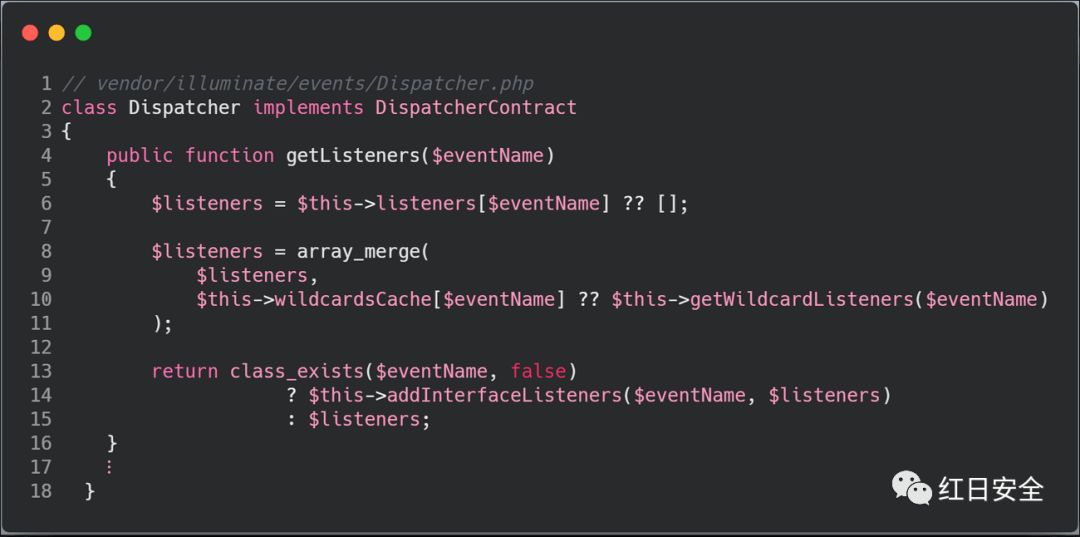 1 // vendor/illuminate/events/Dispatcher.php
2 class Dispatcher implements DispatcherContract
3 {
4     public function getListeners($eventName)
5     {
6         $listeners = $this->listeners[$eventName] ?? [];
7
8         $listeners = array_merge(
9             $listeners,
10             $this->wildcardsCache[$eventName] ?? $this->getWildcardListeners($eventName)
11         );
12
13         return class_exists($eventName, false)
14                     ? $this->addInterfaceListeners($eventName, $listeners)
15                     : $listeners;
16     }
17     ⋮
18   }
红日安全